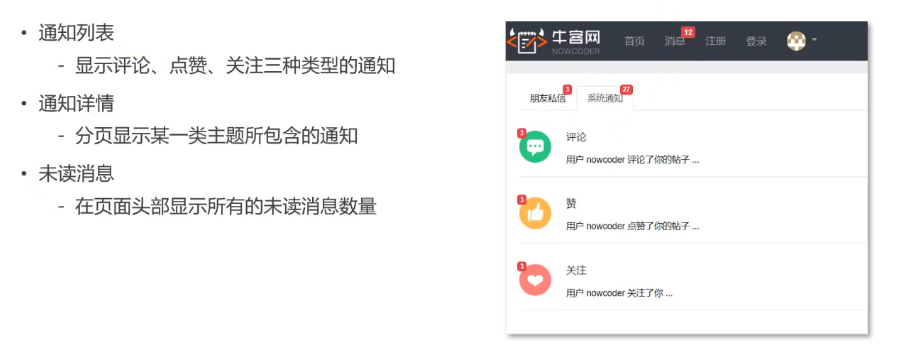 • 通知列表
- 显示评论、点赞、关注三种类型的通知
• 通知详情
- 分页显示某一类主题所包含的通知
• 未读消息
- 在页面头部显示所有的未读消息数量
牛客网
NOWCODER
首页 消息 12 注册 登录
朋友私信 3 系统通知 27
3
评论
用户 nowcoder 评论了你的帖子 ...
3
赞
用户 nowcoder 点赞了你的帖子 ...
3
关注
用户 nowcoder 关注了你 ...